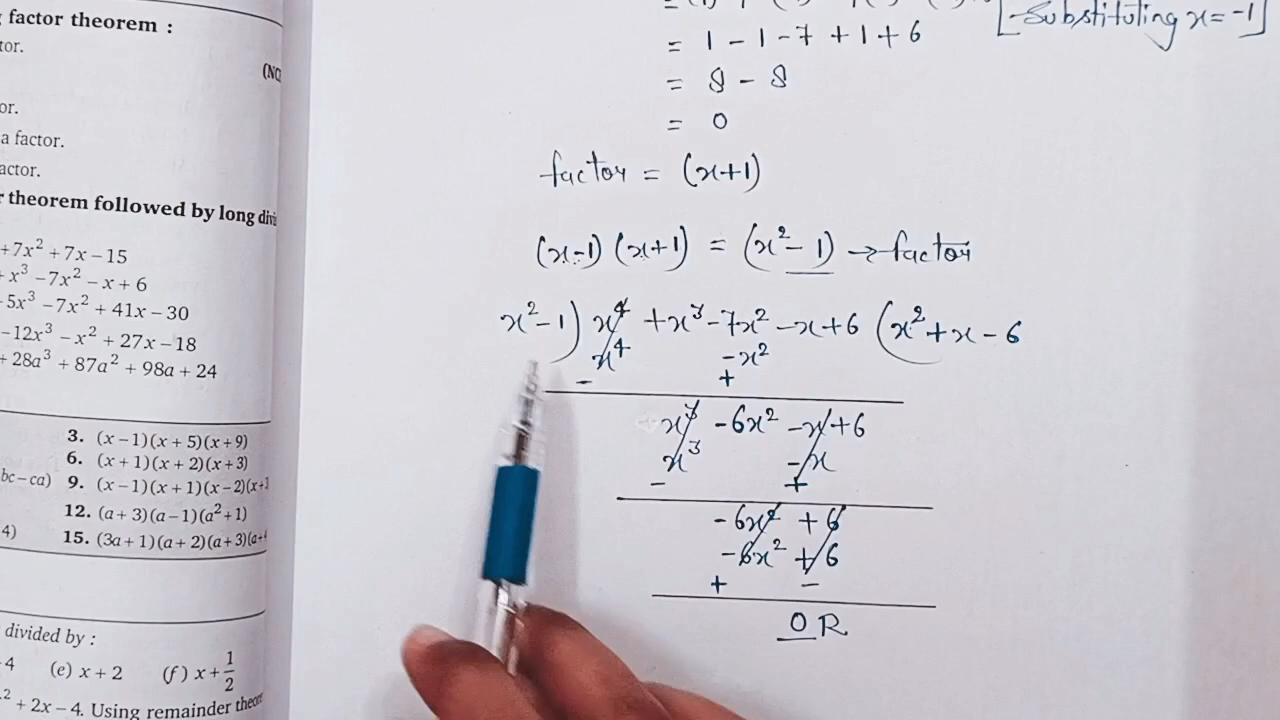 factor theorem :
tor.
(NC
or.
a factor.
actor.
theorem followed by long divi
+7x² + 7x − 15
+ x³ − 7x² − x + 6
5x³ − 7x² + 41x − 30
−12x³ − x² + 27x − 18
+ 28a³ + 87a² + 98a + 24
3. (x − 1)(x + 5)(x + 9)
6. (x + 1)(x + 2)(x + 3)
bc − ca) 9. (x − 1)(x + 1)(x − 2)(x +
12. (a + 3)(a − 1)(a² + 1)
4) 15. (3a + 1)(a + 2)(a + 3)(a +
divided by :
4 (e) x + 2 (f) x + 1/2
² + 2x − 4. Using remainder theo
[-Substituting x = -1]
= 1 - 1 - 7 + 1 + 6
= 8 - 8
= 0
factor = (x+1)
(x-1) (x+1) = (x² - 1) → factor
x² - 1) x⁴ + x³ - 7x² - x + 6 (x² + x - 6
x⁴ - x²
- +
x³ - 6x² - x + 6
x³ - x
- +
- 6x² + 6
- 6x² + 6
+ -
0 R